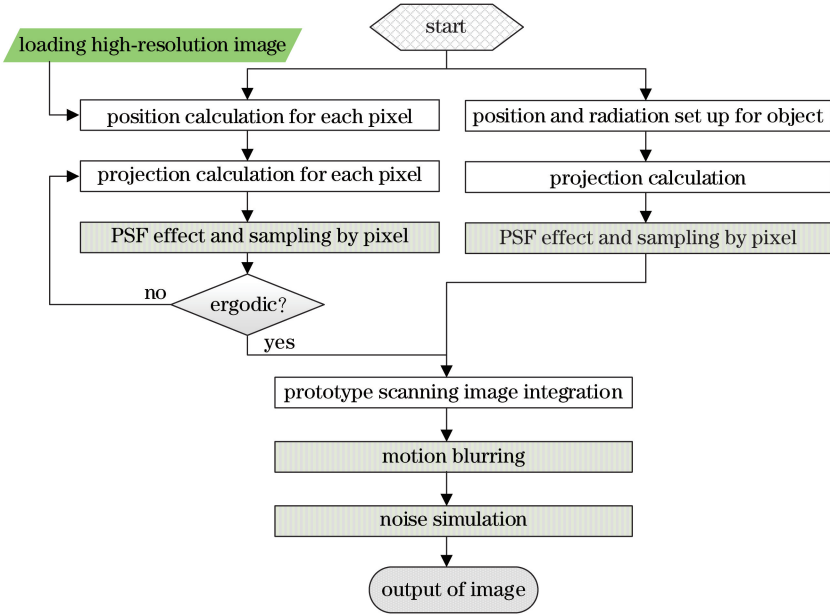 start
loading high-resolution image
position calculation for each pixel
position and radiation set up for object
projection calculation for each pixel
projection calculation
PSF effect and sampling by pixel
PSF effect and sampling by pixel
no
ergodic?
yes
prototype scanning image integration
motion blurring
noise simulation
output of image